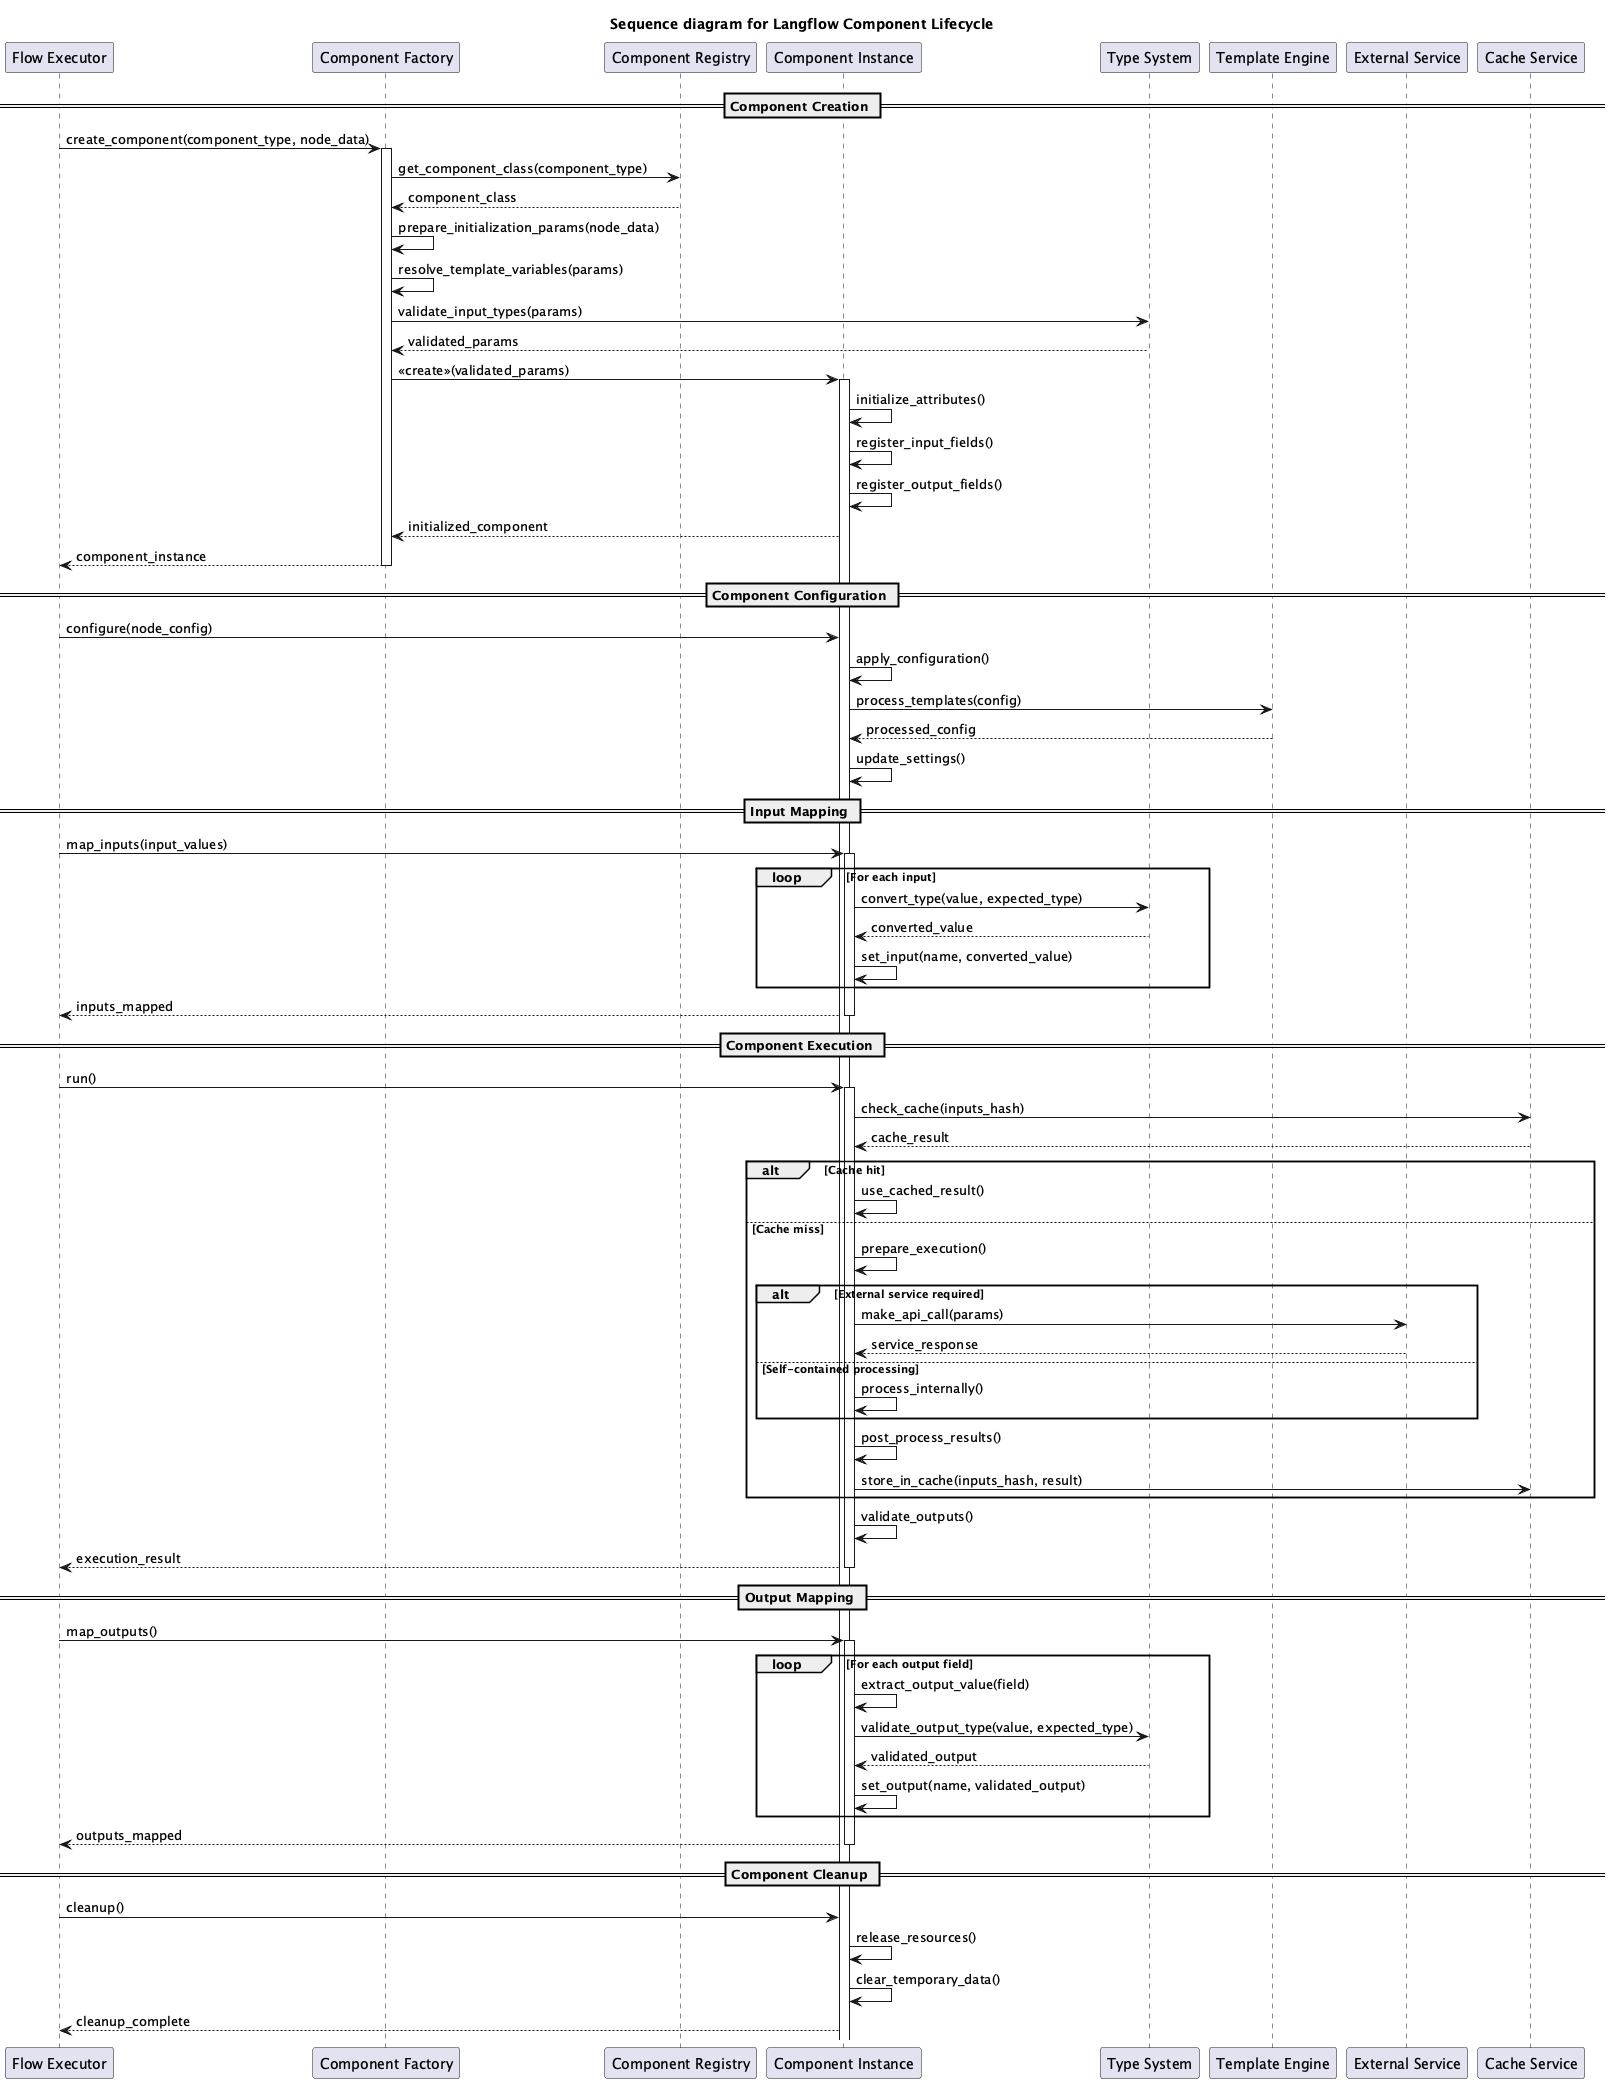 Sequence diagram for Langflow Component Lifecycle
Flow Executor
Component Factory
Component Registry
Component Instance
Type System
Template Engine
External Service
Cache Service
Component Creation
create_component(component_type, node_data)
get_component_class(component_type)
component_class
prepare_initialization_params(node_data)
resolve_template_variables(params)
validate_input_types(params)
validated_params
«create»(validated_params)
initialize_attributes()
register_input_fields()
register_output_fields()
initialized_component
component_instance
Component Configuration
configure(node_config)
apply_configuration()
process_templates(config)
processed_config
update_settings()
Input Mapping
map_inputs(input_values)
loop
[For each input]
convert_type(value, expected_type)
converted_value
set_input(name, converted_value)
inputs_mapped
Component Execution
run()
check_cache(inputs_hash)
cache_result
alt
[Cache hit]
use_cached_result()
[Cache miss]
prepare_execution()
alt
[External service required]
make_api_call(params)
service_response
[Self-contained processing]
process_internally()
post_process_results()
store_in_cache(inputs_hash, result)
validate_outputs()
execution_result
Output Mapping
map_outputs()
loop
[For each output field]
extract_output_value(field)
validate_output_type(value, expected_type)
validated_output
set_output(name, validated_output)
outputs_mapped
Component Cleanup
cleanup()
release_resources()
clear_temporary_data()
cleanup_complete
Flow Executor
Component Factory
Component Registry
Component Instance
Type System
Template Engine
External Service
Cache Service